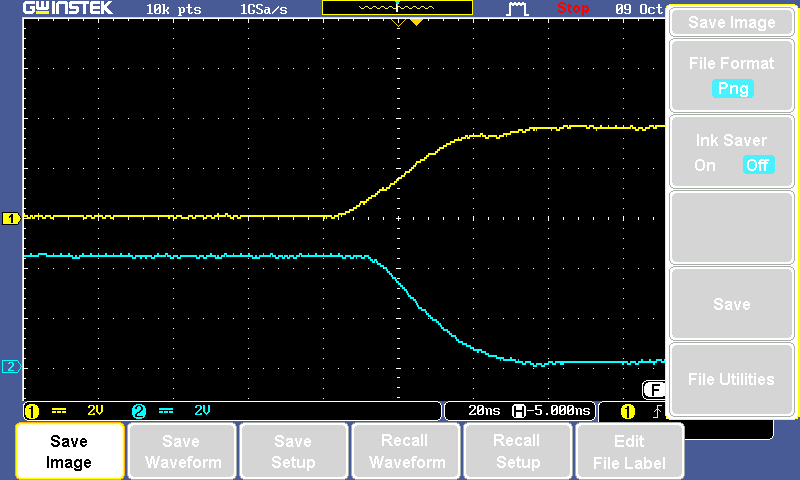 GWINSTEK 10k pts 1GSa/s Stop 09 Oct
Save Image
File Format
Png
Ink Saver
On Off
1
Save
2
File Utilities
F
1 2V 2 2V 20ns H -5.000ns 1
Save Image
Save Waveform
Save Setup
Recall Waveform
Recall Setup
Edit File Label